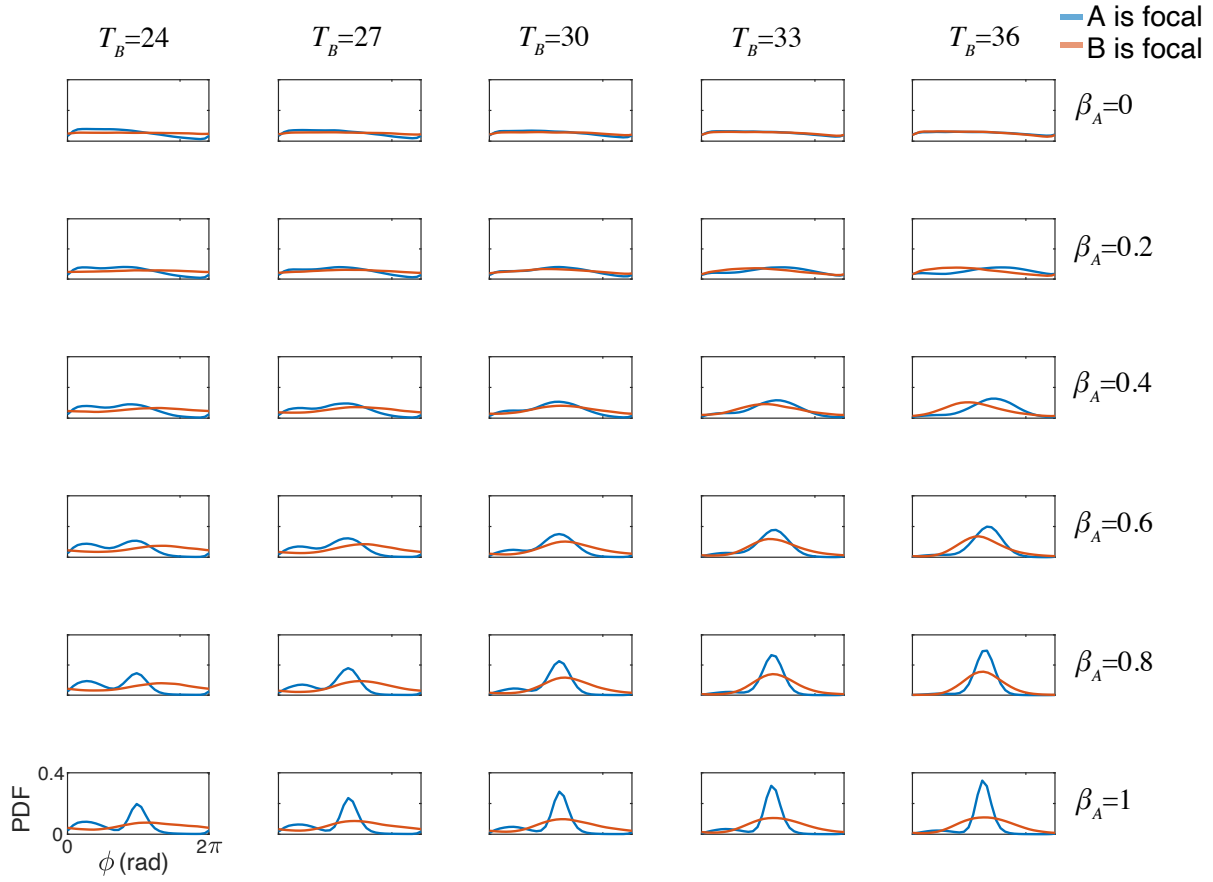 A is focal
B is focal
T_B=24 T_B=27 T_B=30 T_B=33 T_B=36
β_A=0
β_A=0.2
β_A=0.4
β_A=0.6
β_A=0.8
β_A=1
0.4
PDF
0
0 2π
ϕ (rad)